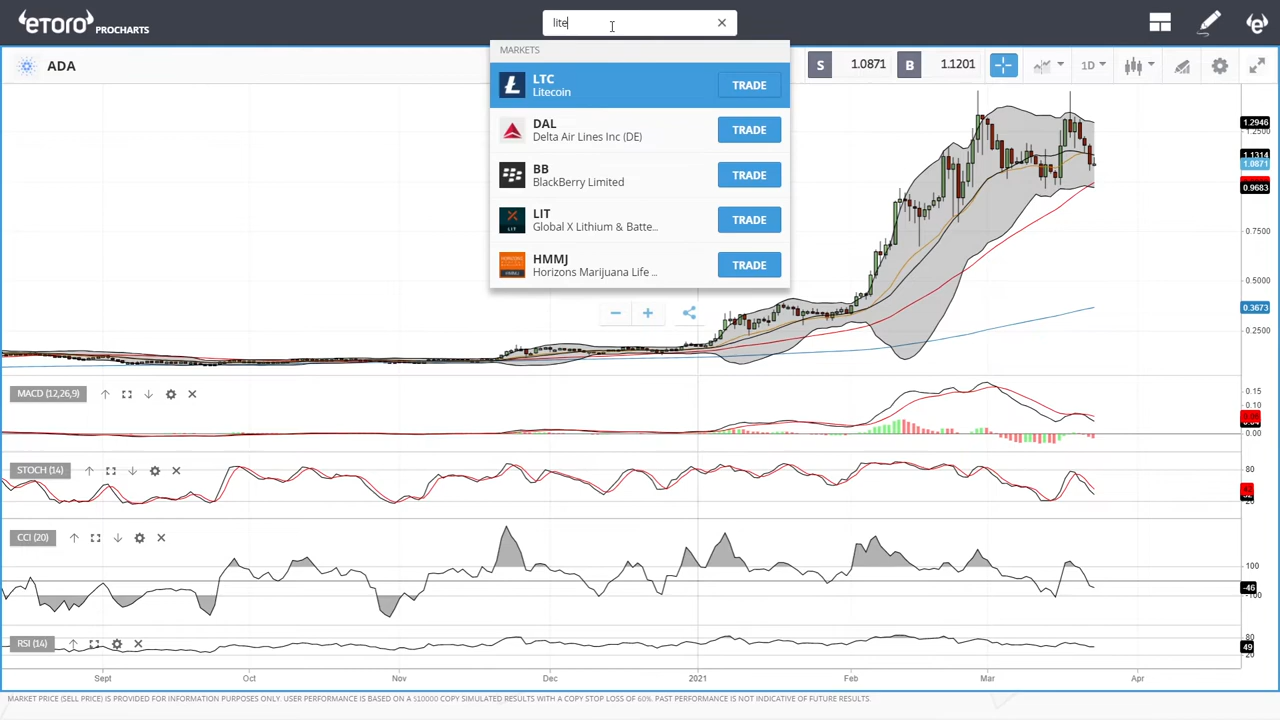 eToro PROCHARTS
lite
MARKETS
LTC
Litecoin
TRADE
DAL
Delta Air Lines Inc (DE)
TRADE
BB
BlackBerry Limited
TRADE
LIT
Global X Lithium & Batte...
TRADE
HMMJ
Horizons Marijuana Life ...
TRADE
ADA
S 1.0871 B 1.1201 1D
1.2946
1.2500
1.1314
1.0871
0.9683
0.7500
0.5000
0.3673
0.2500
MACD (12,26,9)
0.15
0.10
0.00
STOCH (14)
80
20
CCI (20)
100
-46
-100
RSI (14)
80
49
20
Sept Oct Nov Dec 2021 Feb Mar Apr
MARKET PRICE (SELL PRICE) IS PROVIDED FOR INFORMATION PURPOSES ONLY. USER PERFORMANCE IS BASED ON A $10000 COPY SIMULATED RESULTS WITH A COPY STOP LOSS OF 60%. PAST PERFORMANCE IS NOT INDICATIVE OF FUTURE RESULTS.